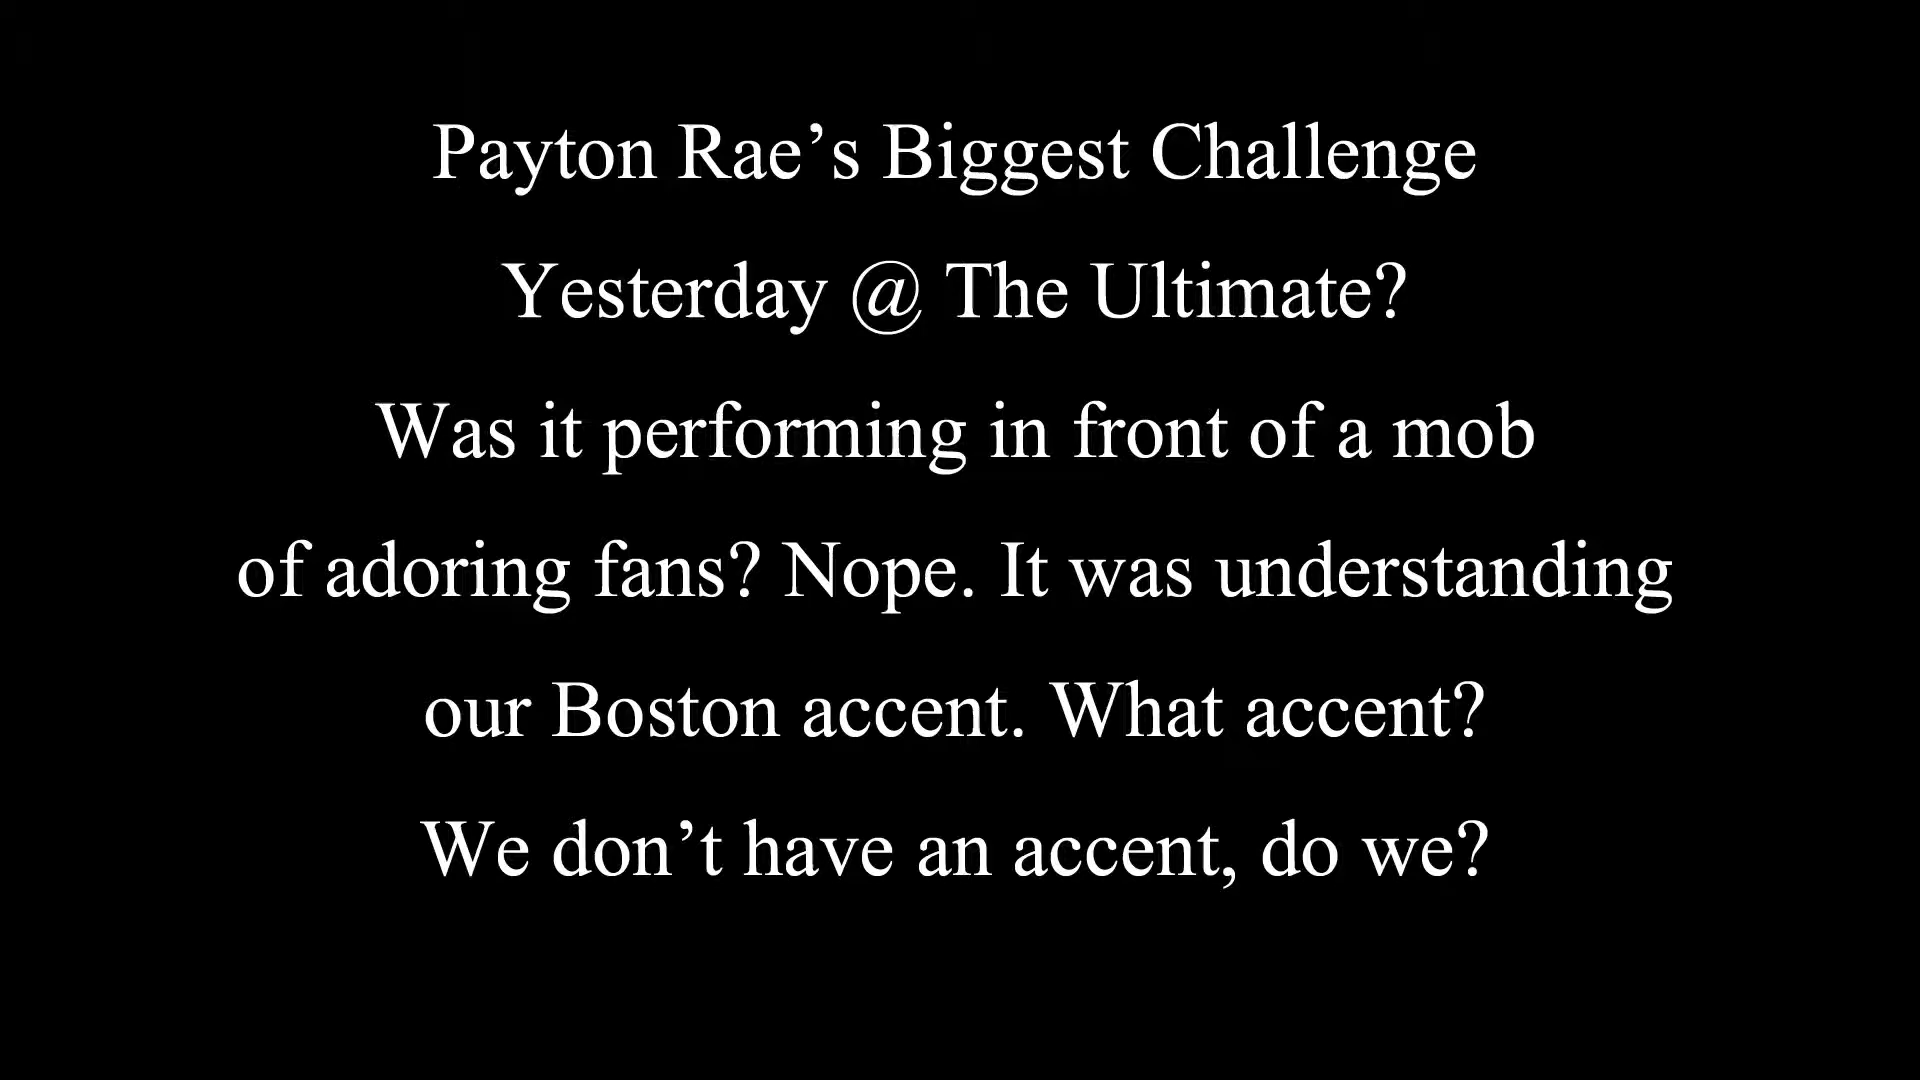 Payton Rae’s Biggest Challenge
Yesterday @ The Ultimate?
Was it performing in front of a mob
of adoring fans? Nope. It was understanding
our Boston accent. What accent?
We don’t have an accent, do we?